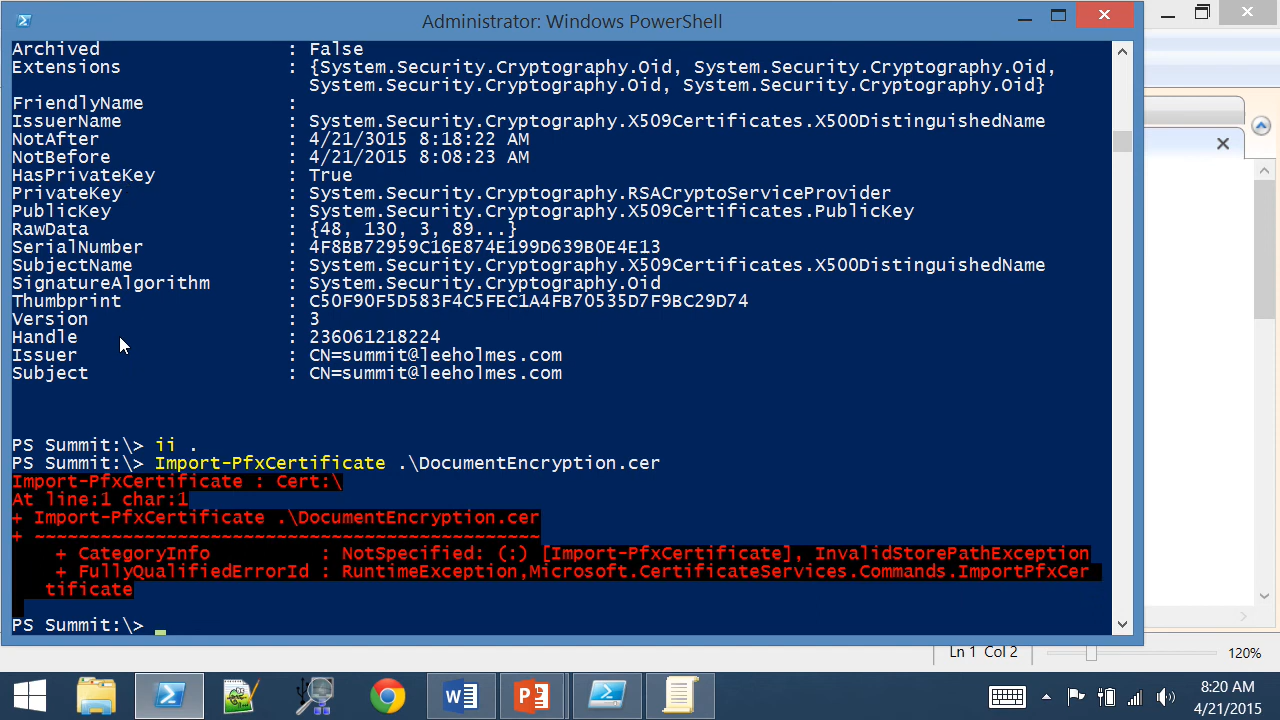 Administrator: Windows PowerShell
Archived : False
Extensions : {System.Security.Cryptography.Oid, System.Security.Cryptography.Oid,
System.Security.Cryptography.Oid, System.Security.Cryptography.Oid}
FriendlyName :
IssuerName : System.Security.Cryptography.X509Certificates.X500DistinguishedName
NotAfter : 4/21/3015 8:18:22 AM
NotBefore : 4/21/2015 8:08:23 AM
HasPrivateKey : True
PrivateKey : System.Security.Cryptography.RSACryptoServiceProvider
PublicKey : System.Security.Cryptography.X509Certificates.PublicKey
RawData : {48, 130, 3, 89...}
SerialNumber : 4F8BB72959C16E874E199D639B0E4E13
SubjectName : System.Security.Cryptography.X509Certificates.X500DistinguishedName
SignatureAlgorithm : System.Security.Cryptography.Oid
Thumbprint : C50F90F5D583F4C5FEC1A4FB70535D7F9BC29D74
Version : 3
Handle : 236061218224
Issuer : CN=summit@leeholmes.com
Subject : CN=summit@leeholmes.com
PS Summit:\> ii .
PS Summit:\> Import-PfxCertificate .\DocumentEncryption.cer
Import-PfxCertificate : Cert:\
At line:1 char:1
+ Import-PfxCertificate .\DocumentEncryption.cer
+ ~~~~~~~~~~~~~~~~~~~~~~~~~~~~~~~~~~~~~~~~~~~~~~
+ CategoryInfo : NotSpecified: (:) [Import-PfxCertificate], InvalidStorePathException
+ FullyQualifiedErrorId : RuntimeException,Microsoft.CertificateServices.Commands.ImportPfxCer
tificate
PS Summit:\>
Ln 1 Col 2
120%
8:20 AM
4/21/2015